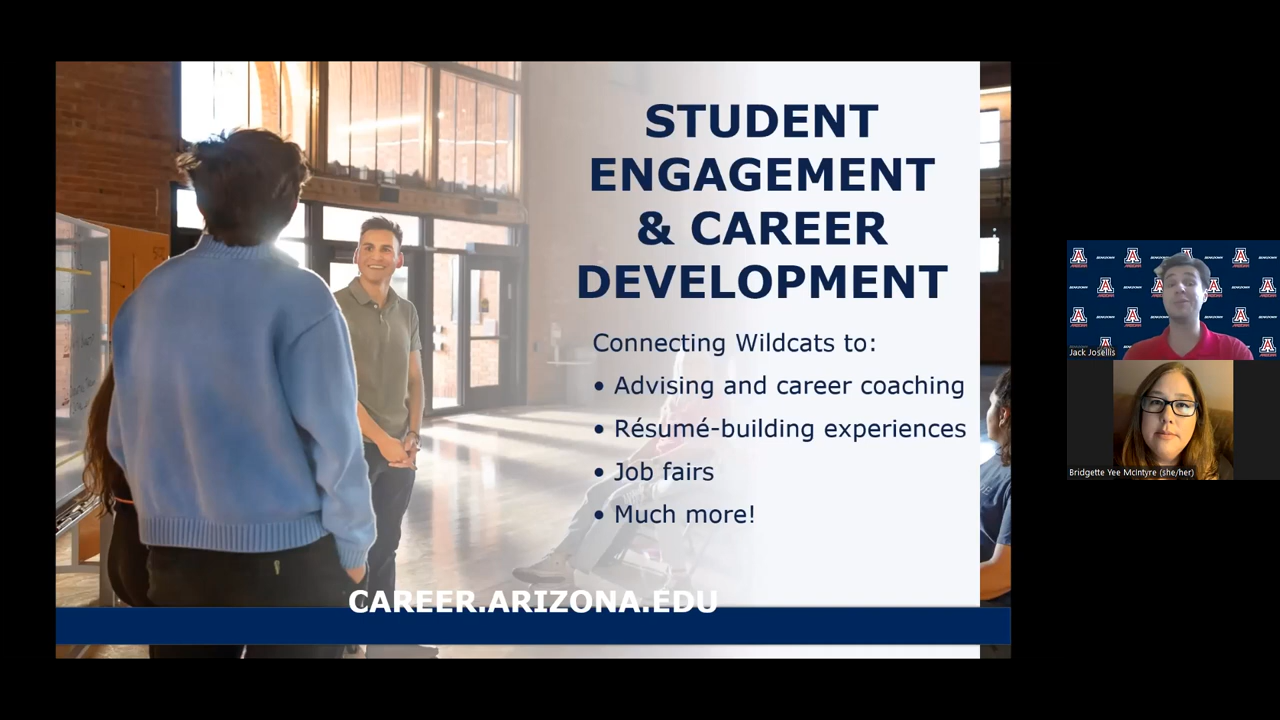 STUDENT
ENGAGEMENT
& CAREER
DEVELOPMENT
Connecting Wildcats to:
• Advising and career coaching
• Résumé-building experiences
• Job fairs
• Much more!
CAREER.ARIZONA.EDU
Jack Josellis
Bridgette Yee McIntyre (she/her)